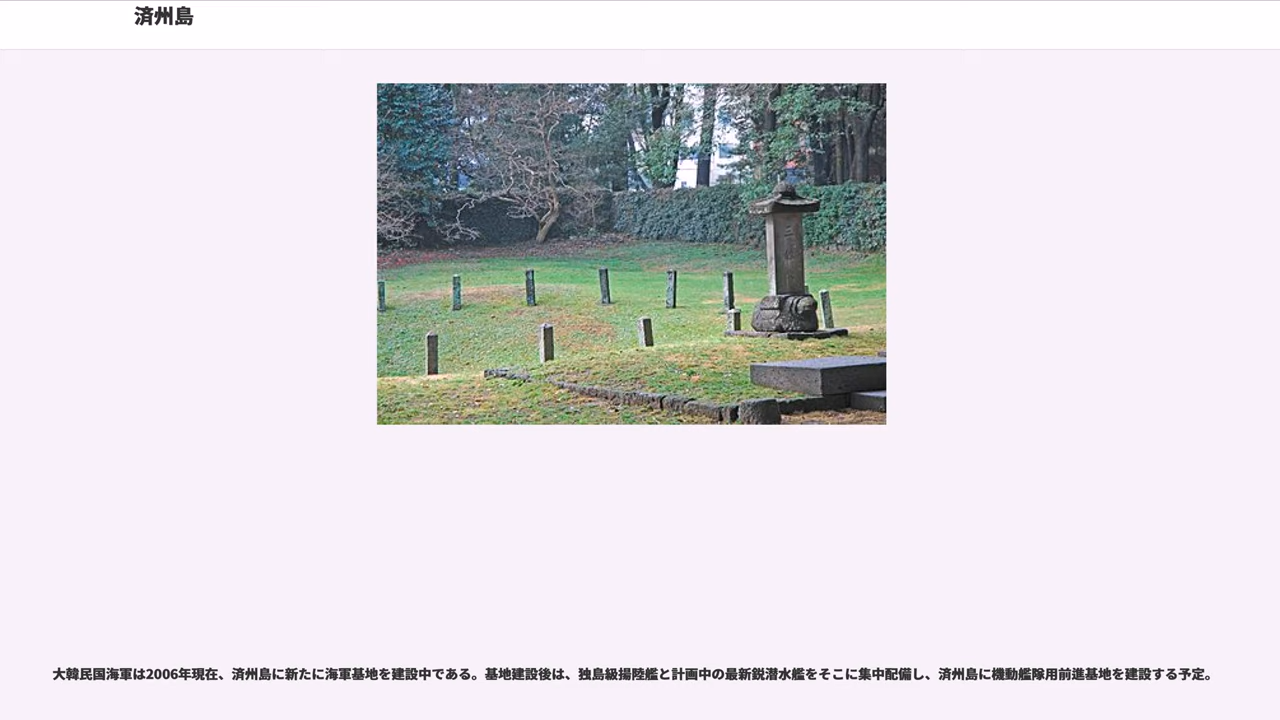 済州島
大韓民国海軍は2006年現在、済州島に新たに海軍基地を建設中である。基地建設後は、独島級揚陸艦と計画中の最新鋭潜水艦をそこに集中配備し、済州島に機動艦隊用前進基地を建設する予定。